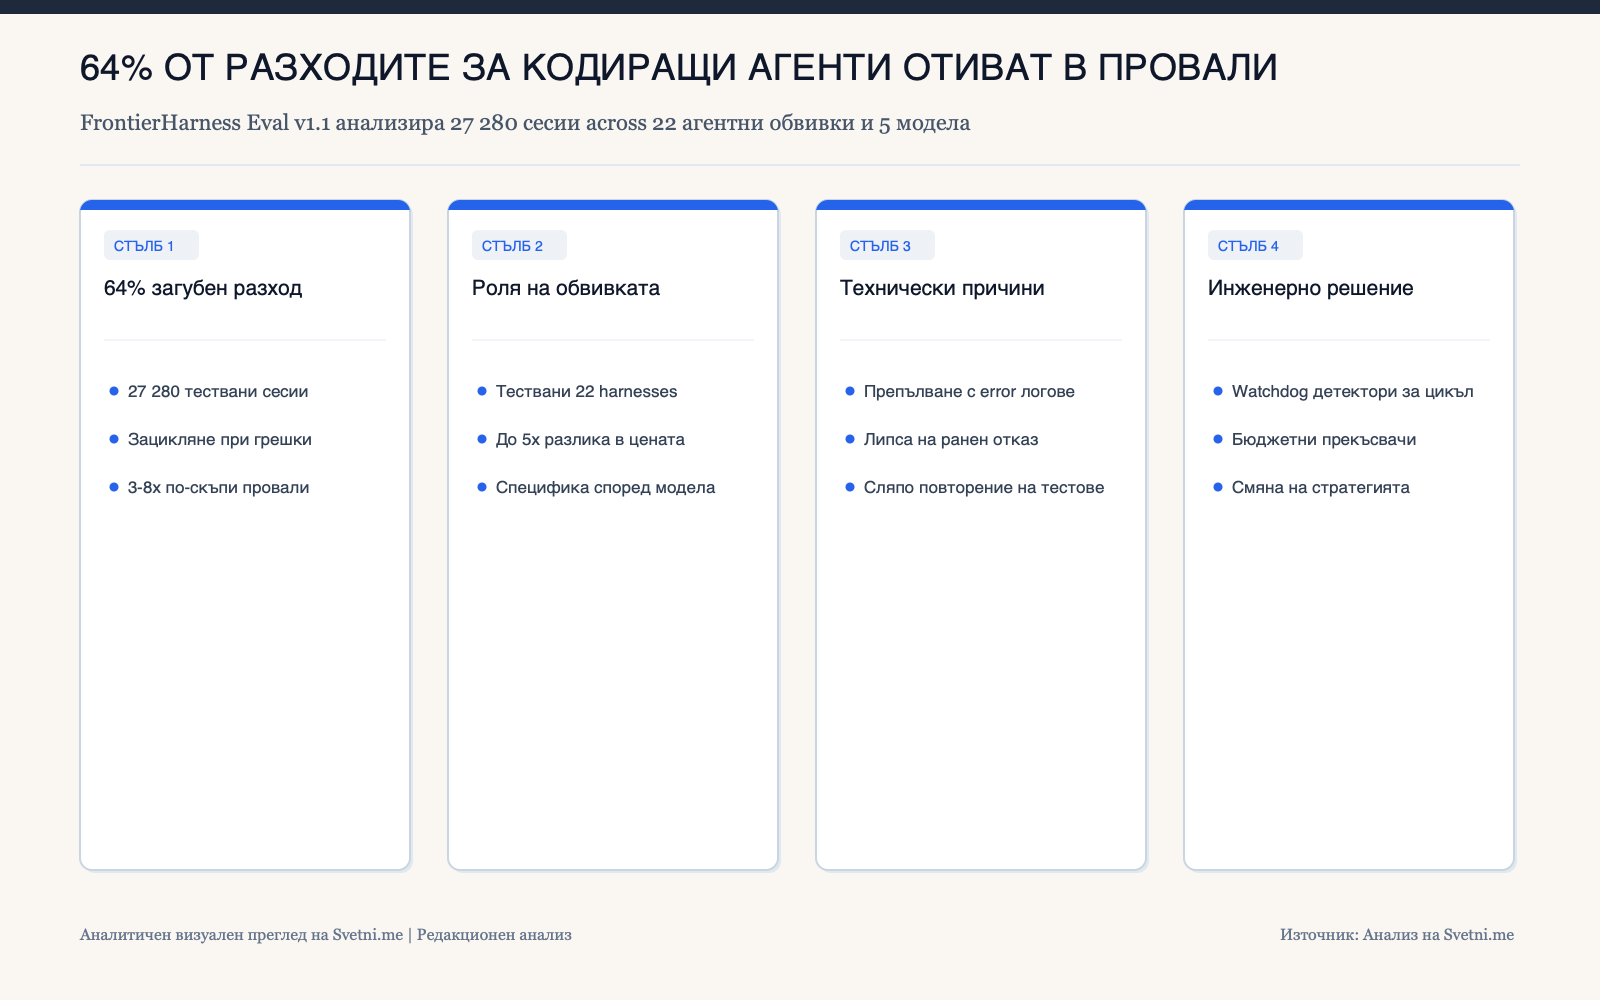 64% ОТ РАЗХОДИТЕ ЗА КОДИРАЩИ АГЕНТИ ОТИВАТ В ПРОВАЛИ
FrontierHarness Eval v1.1 анализира 27 280 сесии across 22 агентни обвивки и 5 модела
СТЪЛБ 1
64% загубен разход
27 280 тествани сесии
Зацикляне при грешки
3-8x по-скъпи провали
СТЪЛБ 2
Роля на обвивката
Тествани 22 harnesses
До 5x разлика в цената
Специфика според модела
СТЪЛБ 3
Технически причини
Препълване с error логове
Липса на ранен отказ
Сляпо повторение на тестове
СТЪЛБ 4
Инженерно решение
Watchdog детектори за цикъл
Бюджетни прекъсвачи
Смяна на стратегията
Аналитичен визуален преглед на Svetni.me | Редакционен анализ
Източник: Анализ на Svetni.me